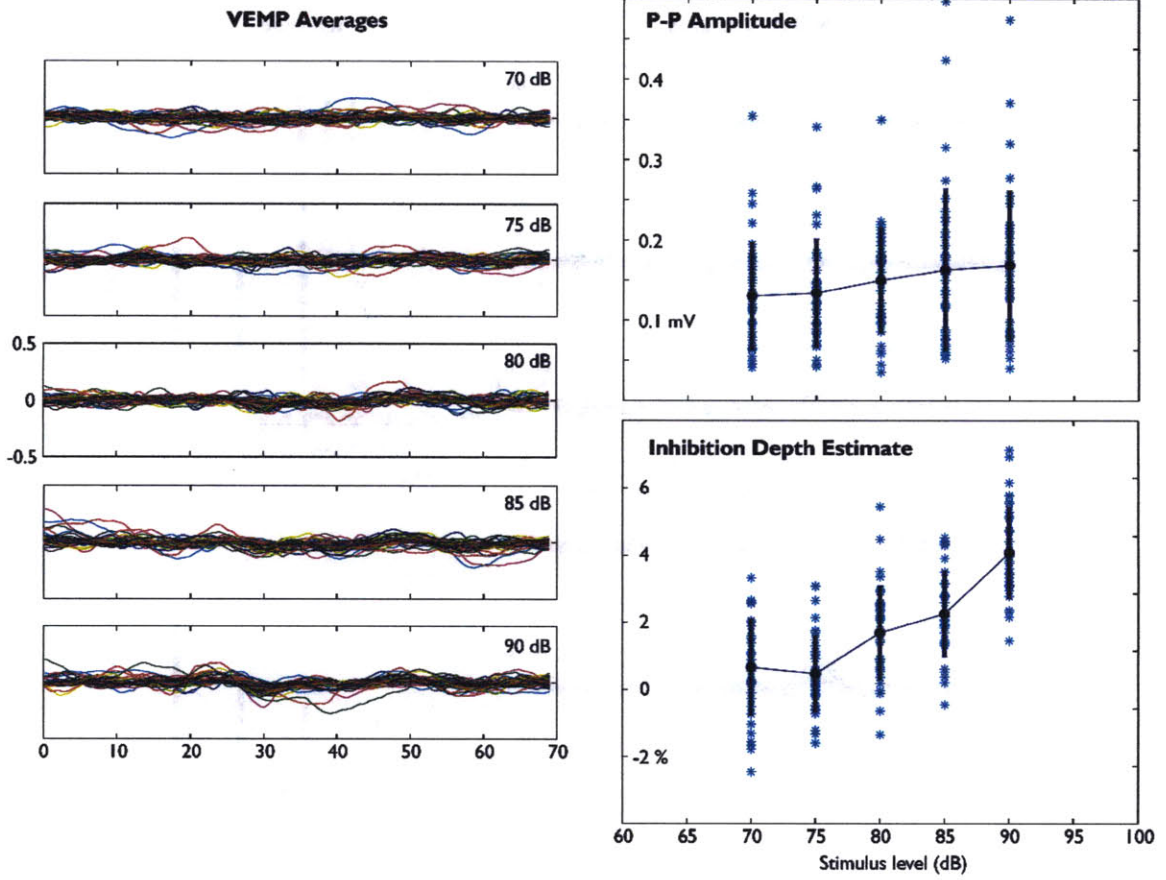 VEMP Averages
70 dB
75 dB
0.5
80 dB
0
-0.5
85 dB
90 dB
0 10 20 30 40 50 60 70
P-P Amplitude
0.4
0.3
0.2
0.1 mV
Inhibition Depth Estimate
6
4
2
0
-2 %
60 65 70 75 80 85 90 95 100
Stimulus level (dB)